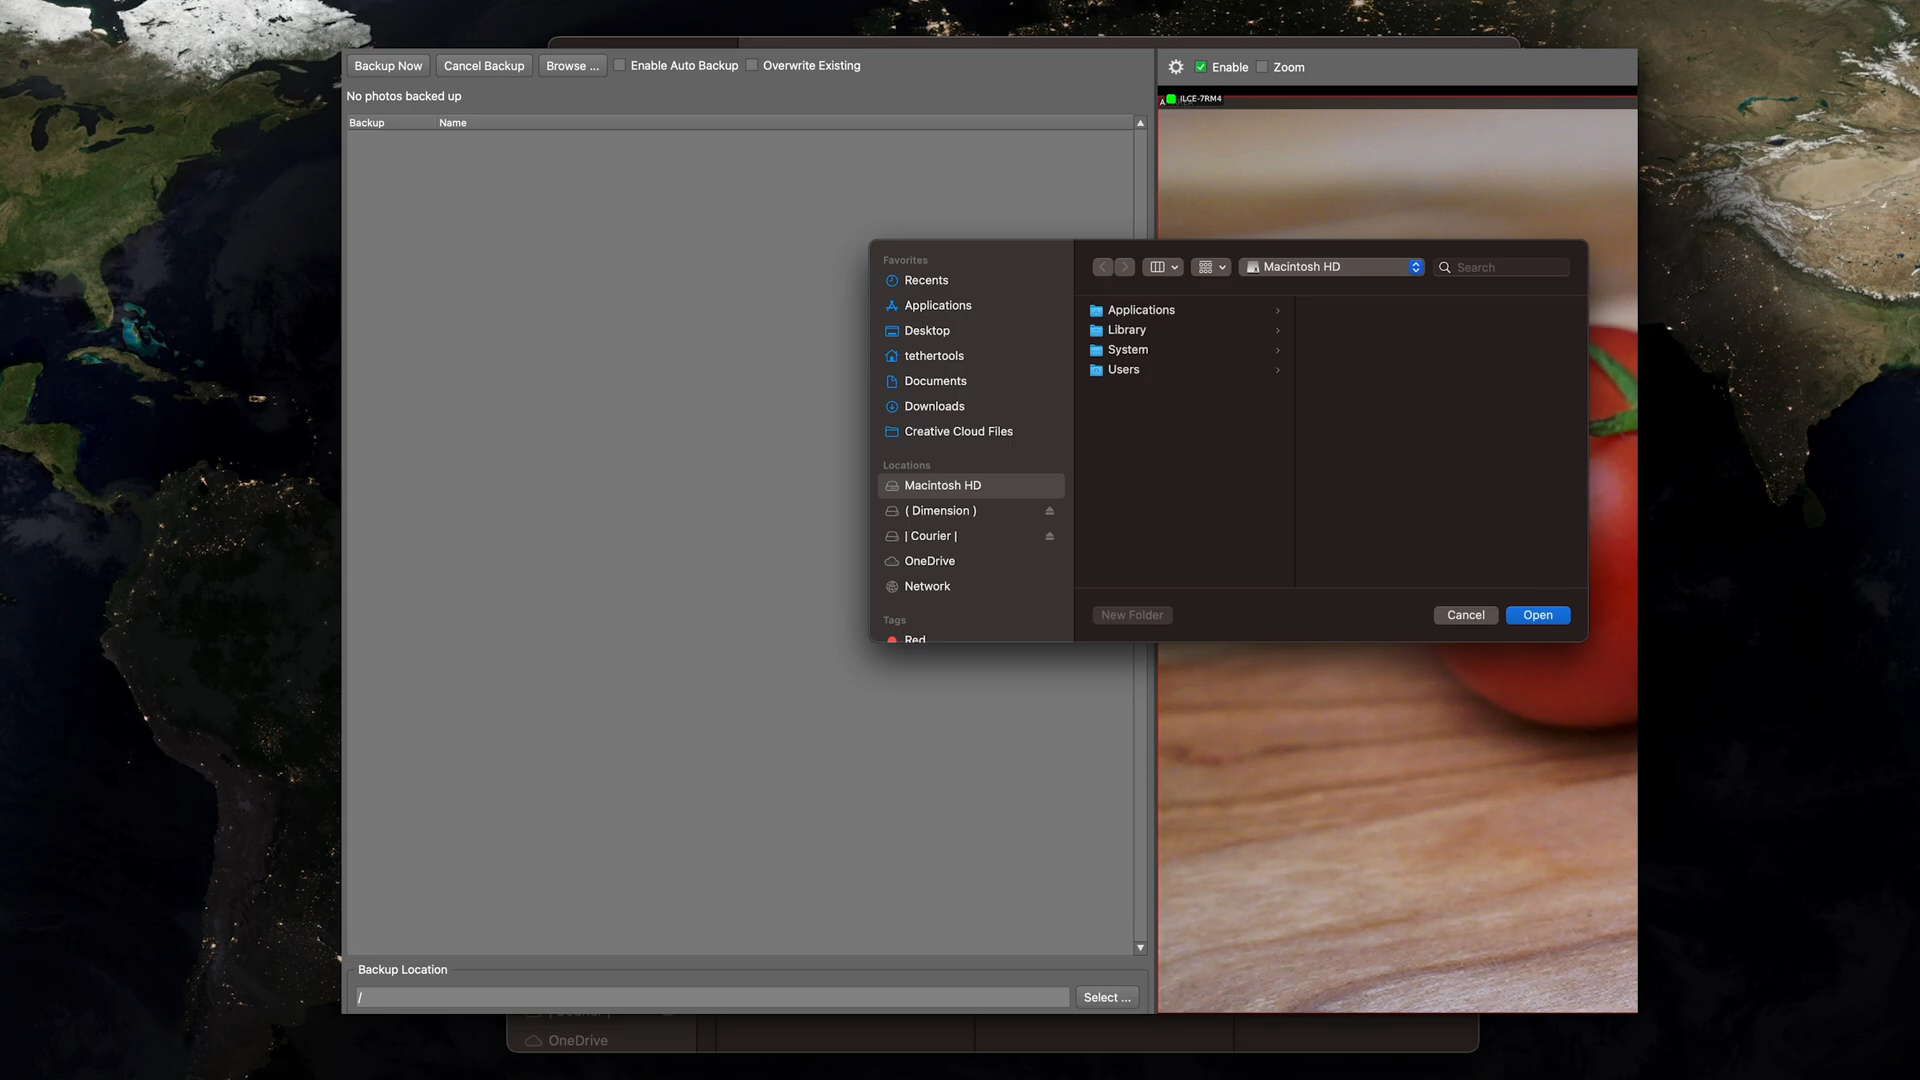 Backup Now
Cancel Backup
Browse ...
Enable Auto Backup
Overwrite Existing
Enable
Zoom
No photos backed up
A
ILCE-7RM4
Backup
Name
Favorites
Recents
Applications
Desktop
tethertools
Documents
Downloads
Creative Cloud Files
Locations
Macintosh HD
( Dimension )
| Courier |
OneDrive
Network
Tags
Red
Macintosh HD
Search
Applications
Library
System
Users
New Folder
Cancel
Open
Backup Location
/
Select ...
OneDrive